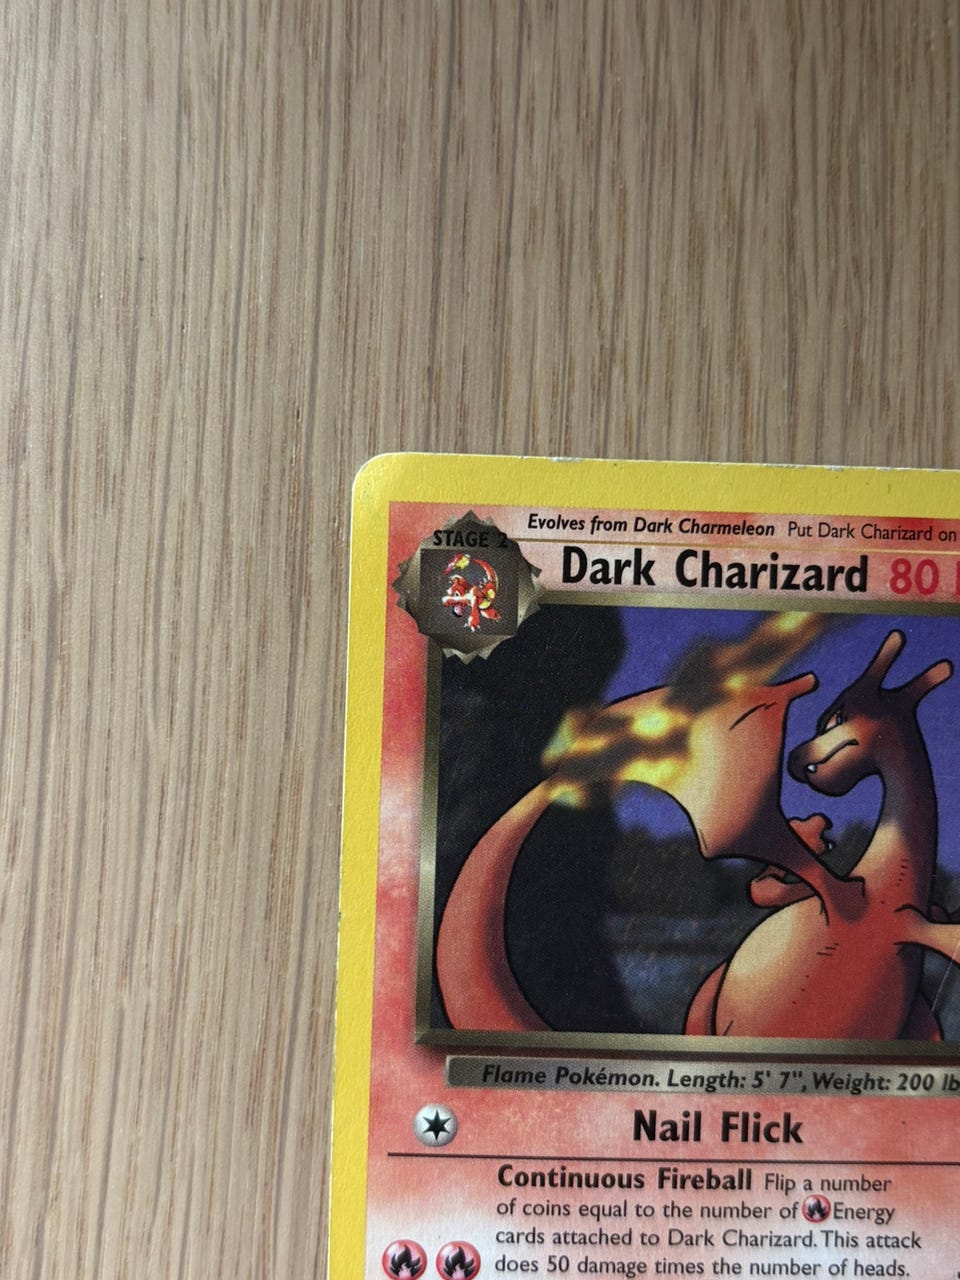 Evolves from Dark Charmeleon Put Dark Charizard on
STAGE 2
Dark Charizard 80
Flame Pokémon. Length: 5' 7", Weight: 200 lb
Nail Flick
Continuous Fireball Flip a number
of coins equal to the number of Energy
cards attached to Dark Charizard. This attack
does 50 damage times the number of heads.